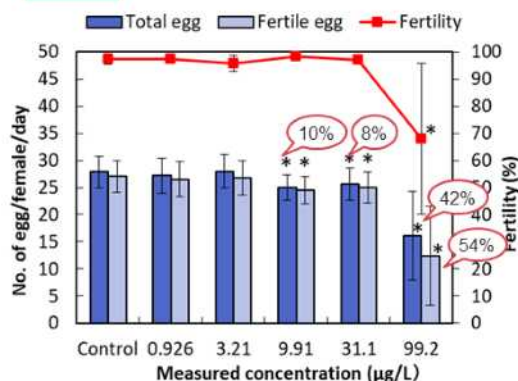 Total egg Fertile egg Fertility
50 100
45 90
40 80
35 70
30 60
25 50
20 40
15 30
10 20
5 10
0 0
No. of egg/female/day
Fertility (%)
10% 8%
* * * * *
42%
* *
54%
Control 0.926 3.21 9.91 31.1 99.2
Measured concentration (µg/L)